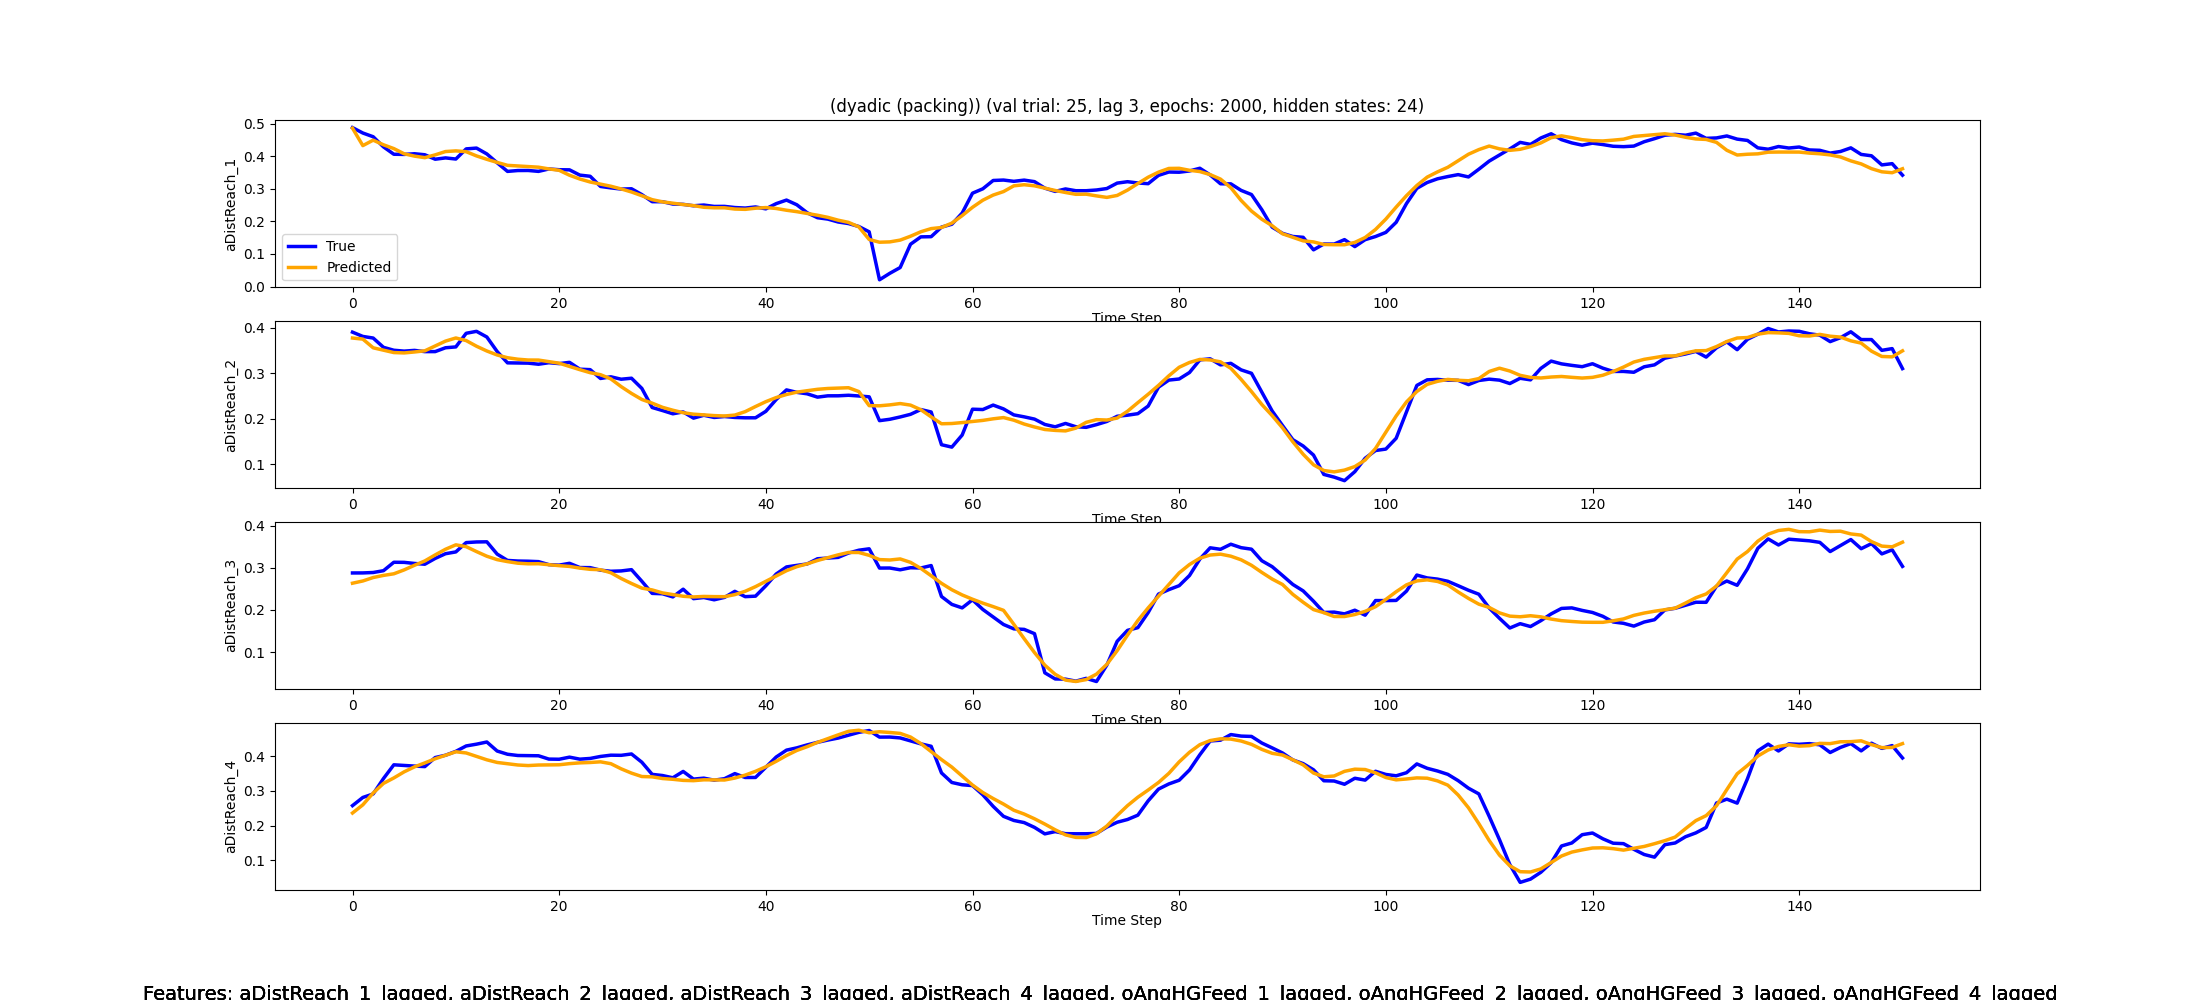 (dyadic (packing)) (val trial: 25, lag 3, epochs: 2000, hidden states: 24)
aDistReach_1
0.5
0.4
0.3
0.2
0.1
0.0
True
Predicted
0 20 40 60 80 100 120 140
Time Step
aDistReach_2
0.4
0.3
0.2
0.1
0 20 40 60 80 100 120 140
Time Step
aDistReach_3
0.4
0.3
0.2
0.1
0 20 40 60 80 100 120 140
Time Step
aDistReach_4
0.4
0.3
0.2
0.1
0 20 40 60 80 100 120 140
Time Step
Features: aDistReach_1_lagged, aDistReach_2_lagged, aDistReach_3_lagged, aDistReach_4_lagged, oAngHGFeed_1_lagged, oAngHGFeed_2_lagged, oAngHGFeed_3_lagged, oAngHGFeed_4_lagged